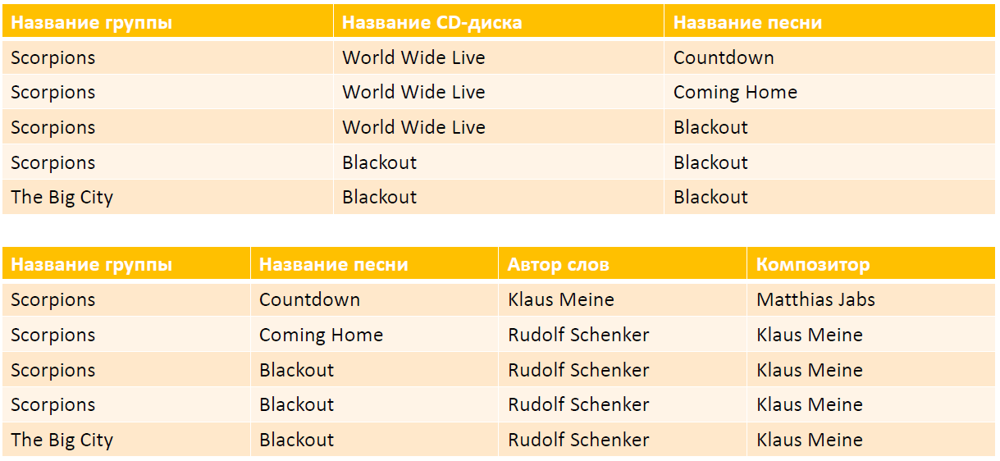 Название группы Название CD-диска Название песни
Scorpions World Wide Live Countdown
Scorpions World Wide Live Coming Home
Scorpions World Wide Live Blackout
Scorpions Blackout Blackout
The Big City Blackout Blackout
Название группы Название песни Автор слов Композитор
Scorpions Countdown Klaus Meine Matthias Jabs
Scorpions Coming Home Rudolf Schenker Klaus Meine
Scorpions Blackout Rudolf Schenker Klaus Meine
Scorpions Blackout Rudolf Schenker Klaus Meine
The Big City Blackout Rudolf Schenker Klaus Meine